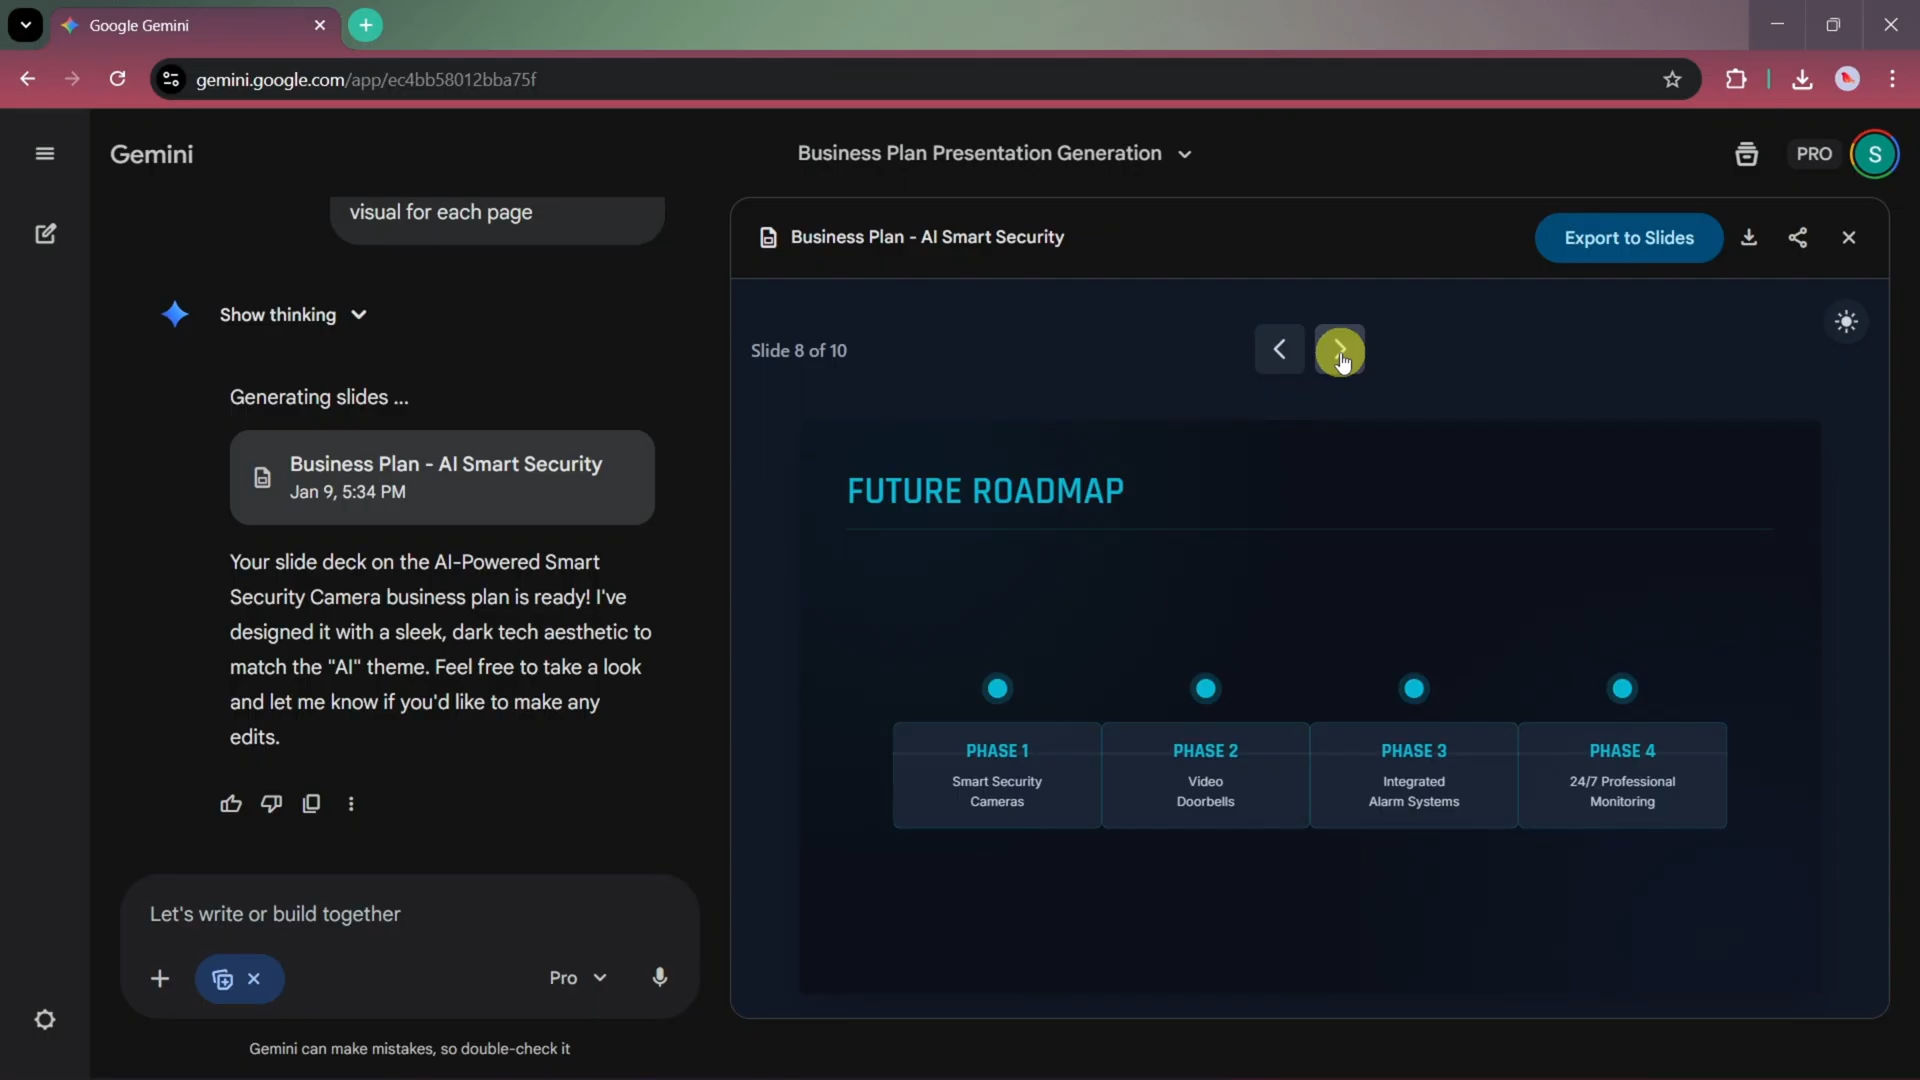 Google Gemini
gemini.google.com/app/ec4bb58012bba75f
Gemini
Business Plan Presentation Generation
PRO
S
visual for each page
Show thinking
Generating slides ...
Business Plan - AI Smart Security
Jan 9, 5:34 PM
Your slide deck on the AI-Powered Smart
Security Camera business plan is ready! I've
designed it with a sleek, dark tech aesthetic to
match the "AI" theme. Feel free to take a look
and let me know if you'd like to make any
edits.
Let's write or build together
Pro
Gemini can make mistakes, so double-check it
Business Plan - AI Smart Security
Export to Slides
Slide 8 of 10
FUTURE ROADMAP
PHASE 1
Smart Security
Cameras
PHASE 2
Video
Doorbells
PHASE 3
Integrated
Alarm Systems
PHASE 4
24/7 Professional
Monitoring